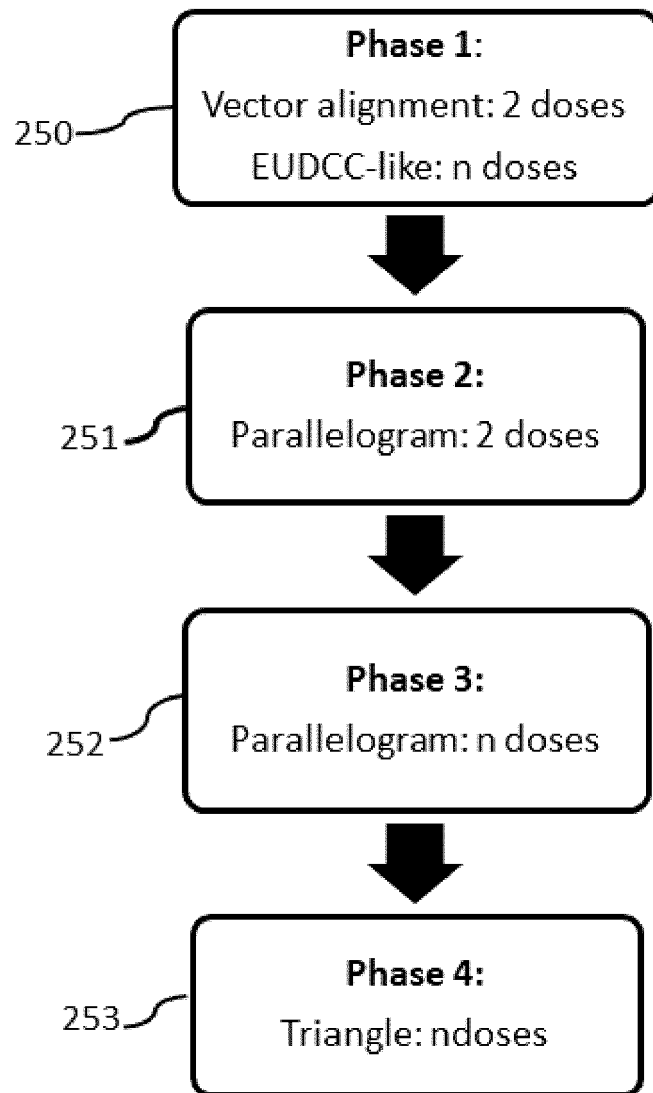 Phase 1:
Vector alignment: 2 doses
EUDCC-like: n doses
250
Phase 2:
Parallelogram: 2 doses
251
Phase 3:
Parallelogram: n doses
252
Phase 4:
Triangle: ndoses
253